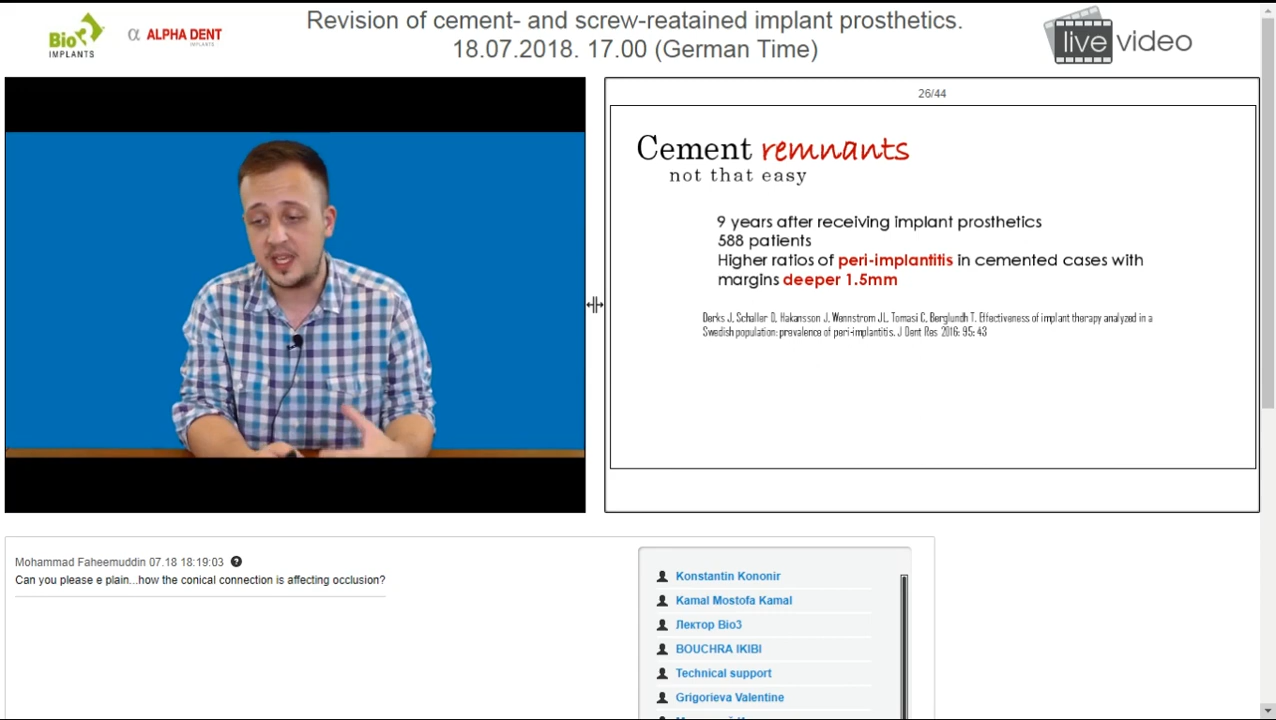 Revision of cement- and screw-reatained implant prosthetics.
18.07.2018. 17.00 (German Time)
Bio3
IMPLANTS
α ALPHA DENT
IMPLANTS
live video
26/44
Cement remnants
not that easy
9 years after receiving implant prosthetics
588 patients
Higher ratios of peri-implantitis in cemented cases with
margins deeper 1.5mm
Derks J, Schaller D, Hakansson J, Wennstrom JL, Tomasi C, Berglundh T. Effectiveness of implant therapy analyzed in a
Swedish population: prevalence of peri-implantitis. J Dent Res 2016; 95: 43
Mohammad Faheemuddin 07.18 18:19:03 ?
Can you please e plain...how the conical connection is affecting occlusion?
Konstantin Kononir
Kamal Mostofa Kamal
Лектор Bio3
BOUCHRA IKIBI
Technical support
Grigorieva Valentine